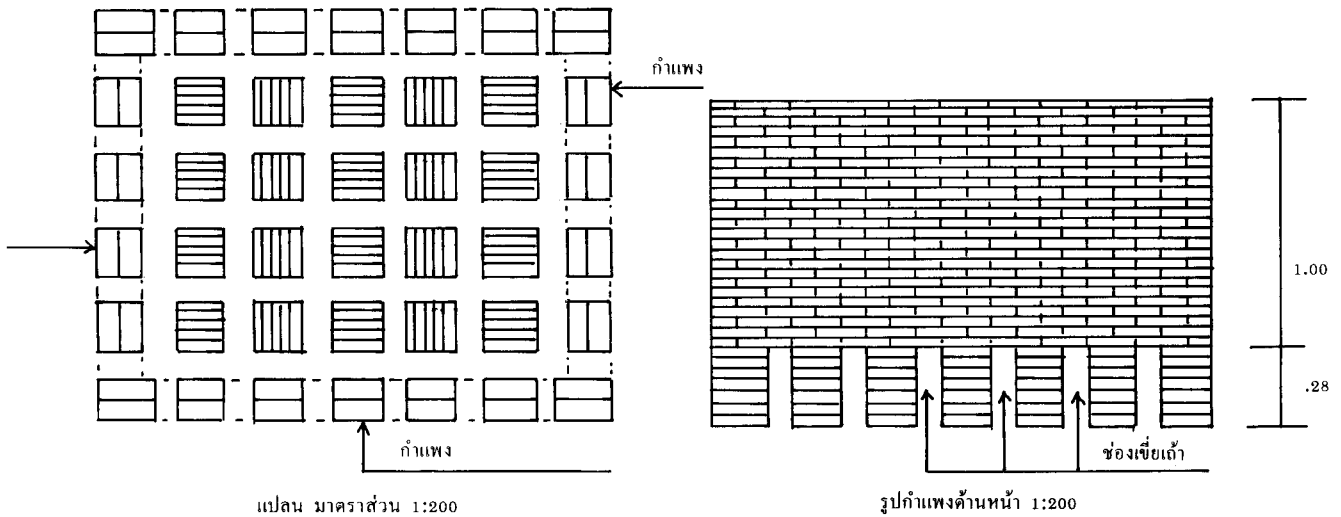 กำแพง
กำแพง
แปลน มาตราส่วน 1:200
1.00
.28
ช่องเขี่ยเถ้า
รูปกำแพงด้านหน้า 1:200